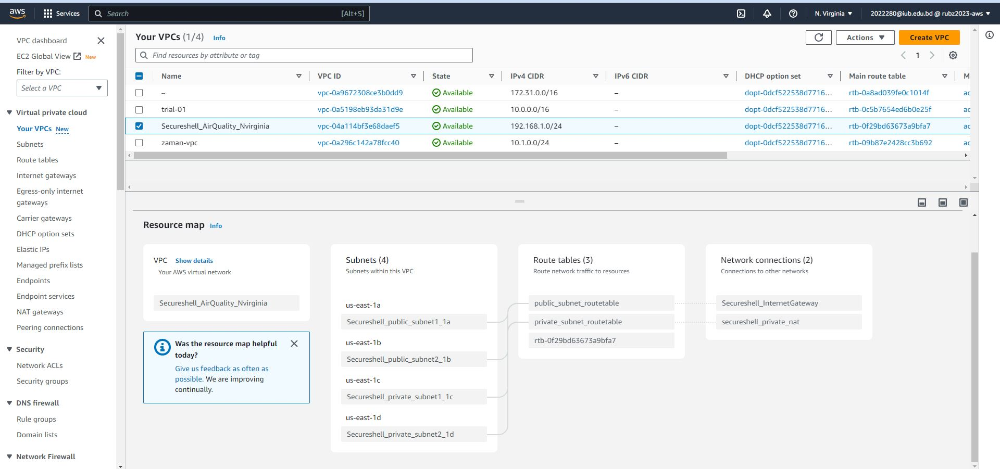 aws
Services
Search [Alt+S]
N. Virginia
2022280@iub.edu.bd @ rubz2023-aws
VPC dashboard
EC2 Global View New
Filter by VPC:
Select a VPC
Virtual private cloud
Your VPCs New
Subnets
Route tables
Internet gateways
Egress-only internet
gateways
Carrier gateways
DHCP option sets
Elastic IPs
Managed prefix lists
Endpoints
Endpoint services
NAT gateways
Peering connections
Security
Network ACLs
Security groups
DNS firewall
Rule groups
Domain lists
Network Firewall
Your VPCs (1/4) Info
Actions
Create VPC
Find resources by attribute or tag
1
Name VPC ID State IPv4 CIDR IPv6 CIDR DHCP option set Main route table M
– vpc-0a9672308ce3b0dd9 Available 172.31.0.0/16 – dopt-0dcf522538d7716... rtb-0a8ad039fe0c1014f ac
trial-01 vpc-0a5198eb93da31d9e Available 10.0.0.0/16 – dopt-0dcf522538d7716... rtb-0c5b7654ed6b0e25f ac
Secureshell_AirQuality_Nvirginia vpc-04a114bf3e68daef5 Available 192.168.1.0/24 – dopt-0dcf522538d7716... rtb-0f29bd63673a9bfa7 ac
zaman-vpc vpc-0a296c142a78fcc40 Available 10.1.0.0/24 – dopt-0dcf522538d7716... rtb-09b87e2428cc3b692 ac
Resource map Info
VPC Show details
Your AWS virtual network
Secureshell_AirQuality_Nvirginia
Was the resource map helpful
today?
Give us feedback as often as
possible. We are improving
continually.
Subnets (4)
Subnets within this VPC
us-east-1a
Secureshell_public_subnet1_1a
us-east-1b
Secureshell_public_subnet2_1b
us-east-1c
Secureshell_private_subnet1_1c
us-east-1d
Secureshell_private_subnet2_1d
Route tables (3)
Route network traffic to resources
public_subnet_routetable
private_subnet_routetable
rtb-0f29bd63673a9bfa7
Network connections (2)
Connections to other networks
Secureshell_InternetGateway
secureshell_private_nat